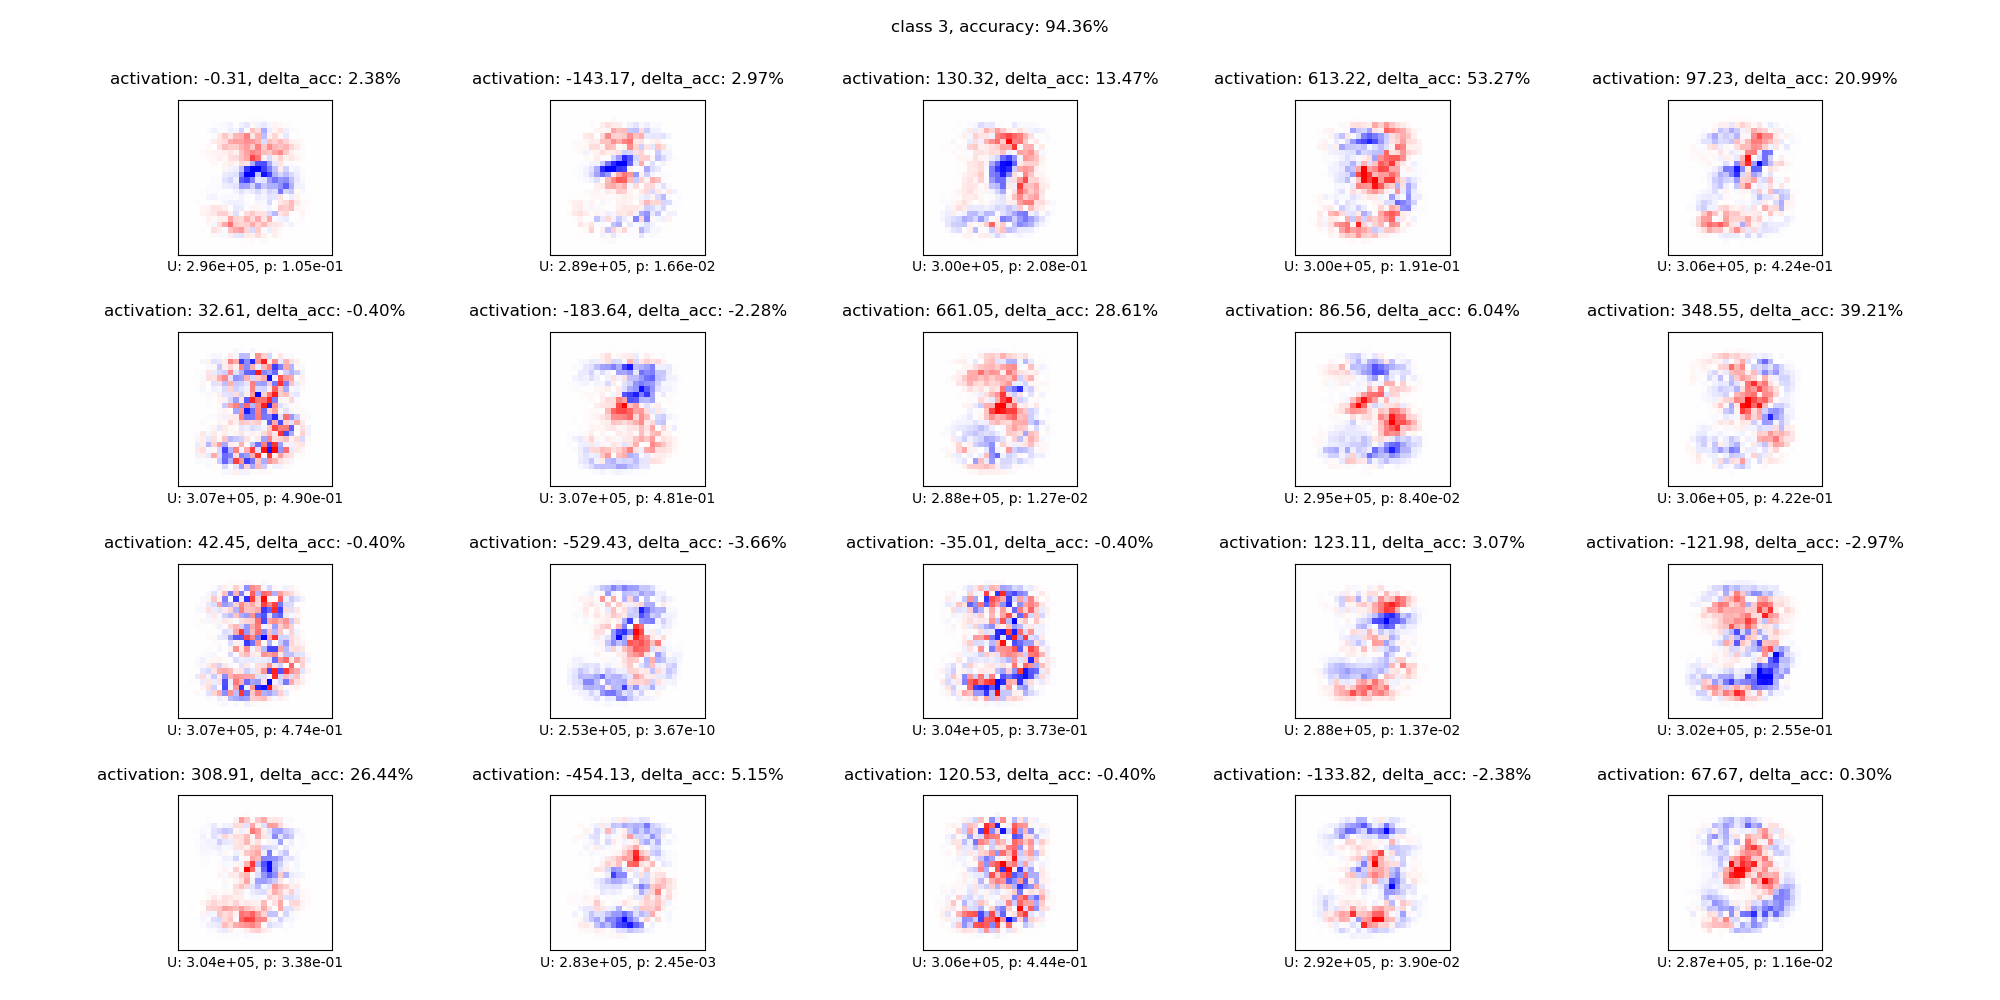 class 3, accuracy: 94.36%
activation: -0.31, delta_acc: 2.38%
activation: -143.17, delta_acc: 2.97%
activation: 130.32, delta_acc: 13.47%
activation: 613.22, delta_acc: 53.27%
activation: 97.23, delta_acc: 20.99%
U: 2.96e+05, p: 1.05e-01
U: 2.89e+05, p: 1.66e-02
U: 3.00e+05, p: 2.08e-01
U: 3.00e+05, p: 1.91e-01
U: 3.06e+05, p: 4.24e-01
activation: 32.61, delta_acc: -0.40%
activation: -183.64, delta_acc: -2.28%
activation: 661.05, delta_acc: 28.61%
activation: 86.56, delta_acc: 6.04%
activation: 348.55, delta_acc: 39.21%
U: 3.07e+05, p: 4.90e-01
U: 3.07e+05, p: 4.81e-01
U: 2.88e+05, p: 1.27e-02
U: 2.95e+05, p: 8.40e-02
U: 3.06e+05, p: 4.22e-01
activation: 42.45, delta_acc: -0.40%
activation: -529.43, delta_acc: -3.66%
activation: -35.01, delta_acc: -0.40%
activation: 123.11, delta_acc: 3.07%
activation: -121.98, delta_acc: -2.97%
U: 3.07e+05, p: 4.74e-01
U: 2.53e+05, p: 3.67e-10
U: 3.04e+05, p: 3.73e-01
U: 2.88e+05, p: 1.37e-02
U: 3.02e+05, p: 2.55e-01
activation: 308.91, delta_acc: 26.44%
activation: -454.13, delta_acc: 5.15%
activation: 120.53, delta_acc: -0.40%
activation: -133.82, delta_acc: -2.38%
activation: 67.67, delta_acc: 0.30%
U: 3.04e+05, p: 3.38e-01
U: 2.83e+05, p: 2.45e-03
U: 3.06e+05, p: 4.44e-01
U: 2.92e+05, p: 3.90e-02
U: 2.87e+05, p: 1.16e-02